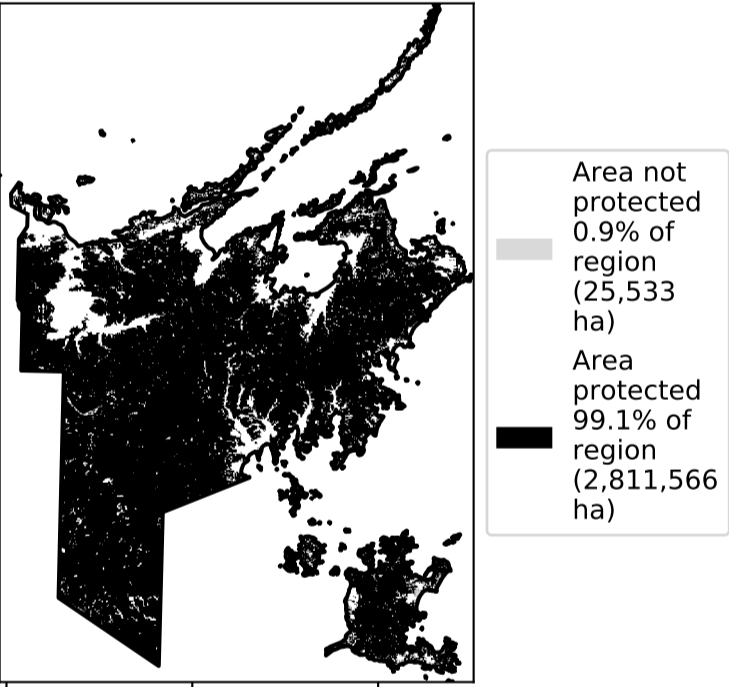 Area not
protected
0.9% of
region
(25,533
ha)
Area
protected
99.1% of
region
(2,811,566
ha)